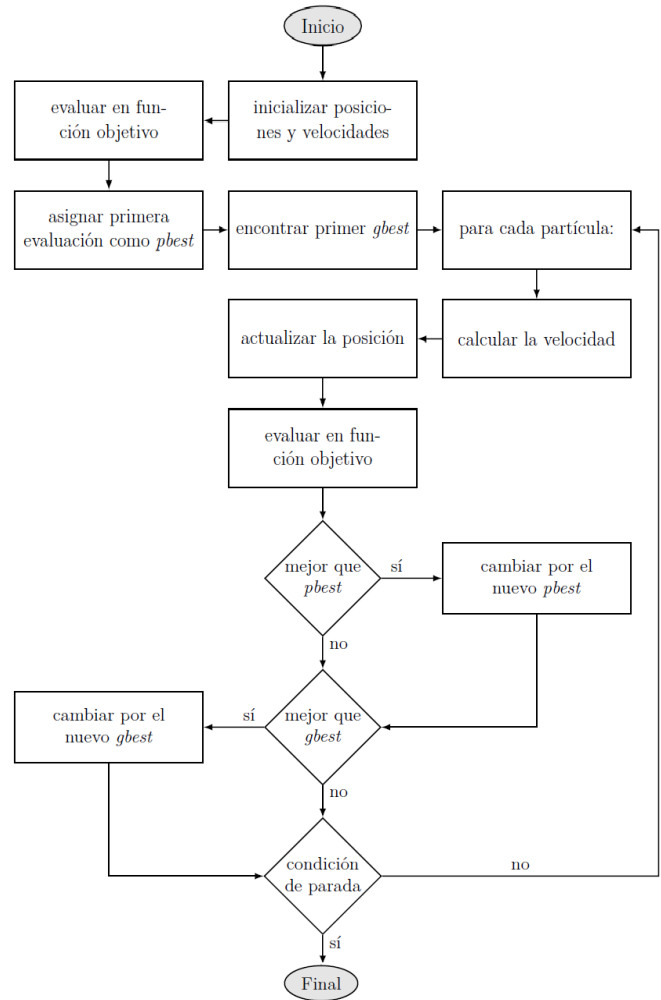 Inicio
inicializar posicio-
nes y velocidades
evaluar en fun-
ción objetivo
asignar primera
evaluación como pbest
encontrar primer gbest
para cada partícula:
calcular la velocidad
actualizar la posición
evaluar en fun-
ción objetivo
mejor que
pbest
sí
cambiar por el
nuevo pbest
no
mejor que
gbest
sí
cambiar por el
nuevo gbest
no
condición
de parada
no
sí
Final